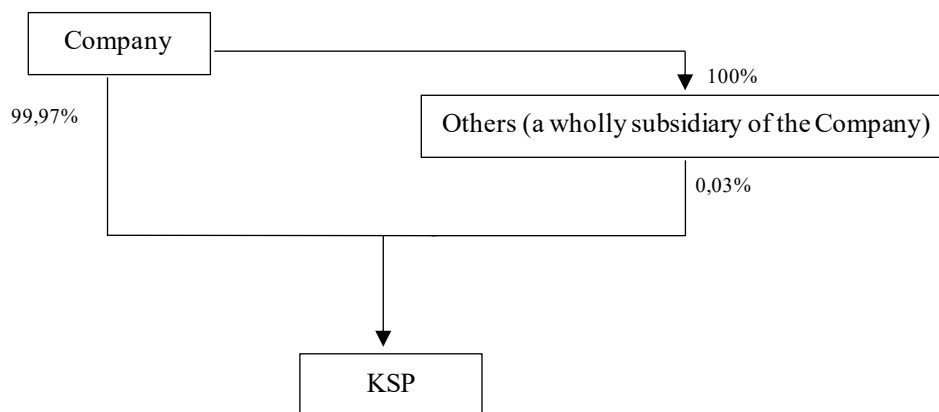 Company
100%
99,97%
Others (a wholly subsidiary of the Company)
0,03%
KSP